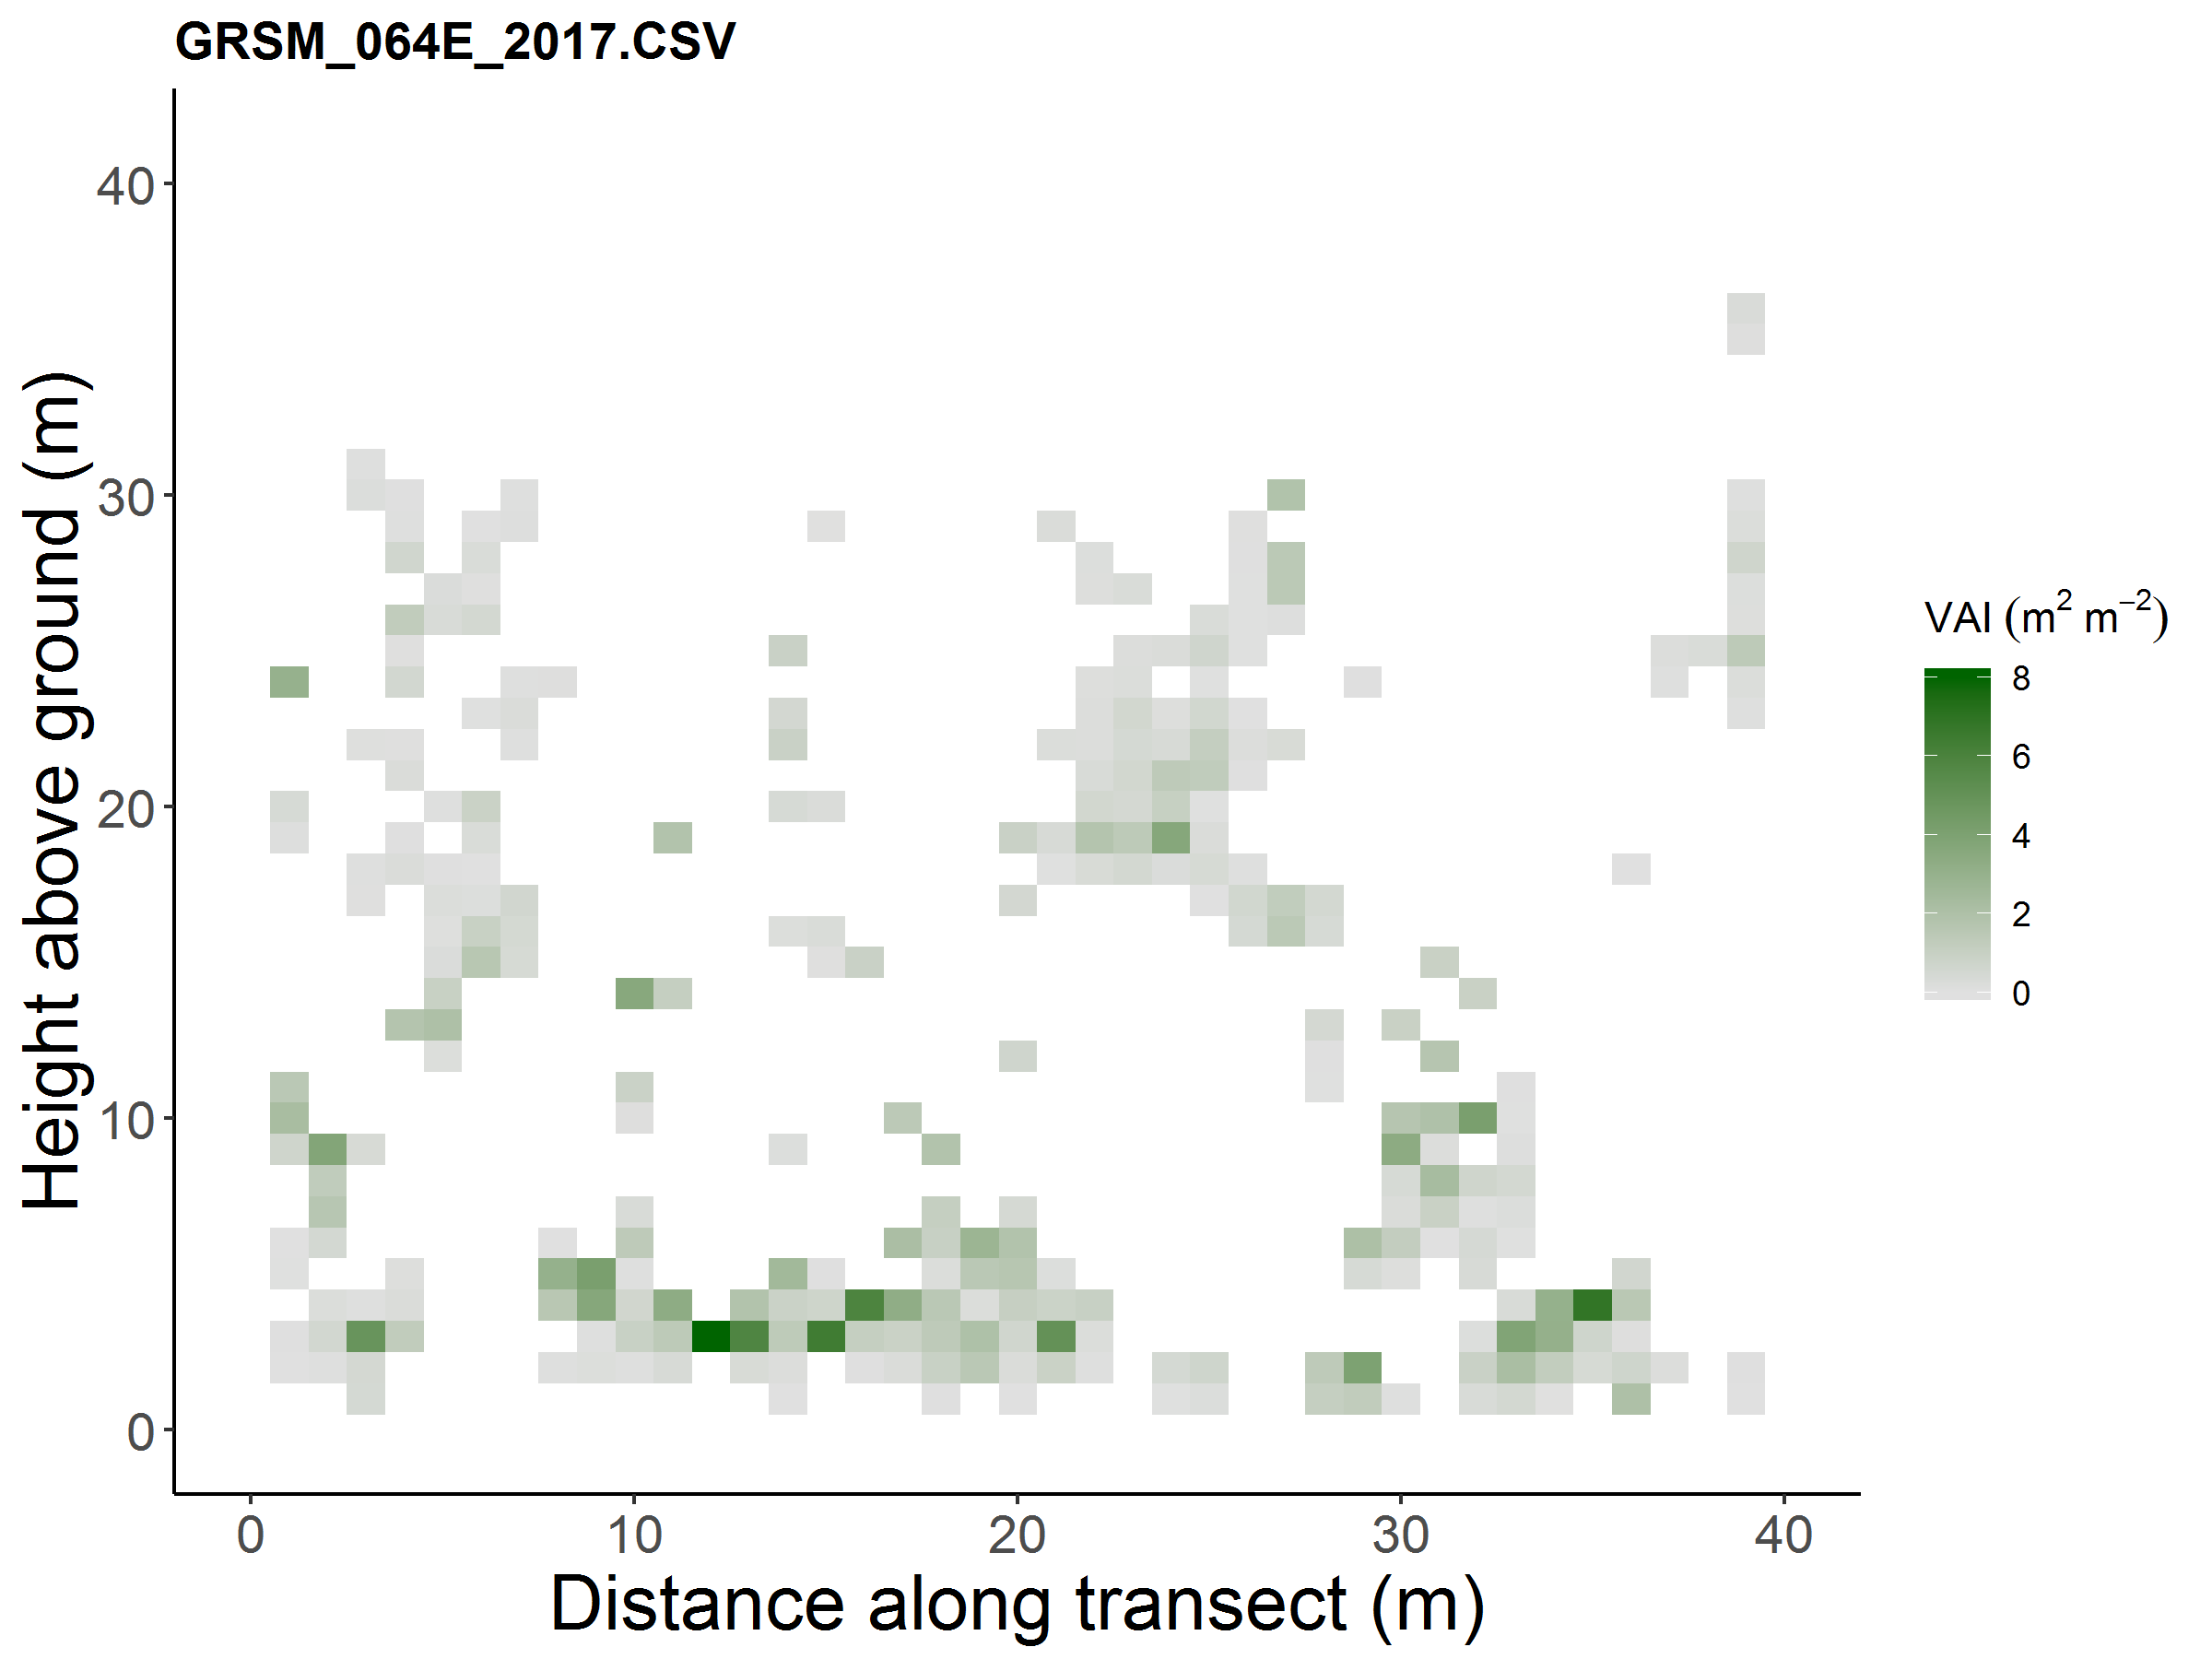 GRSM_064E_2017.CSV
Height above ground (m)
40
30
20
10
0
0 10 20 30 40
Distance along transect (m)
VAI (m² m⁻²)
8
6
4
2
0